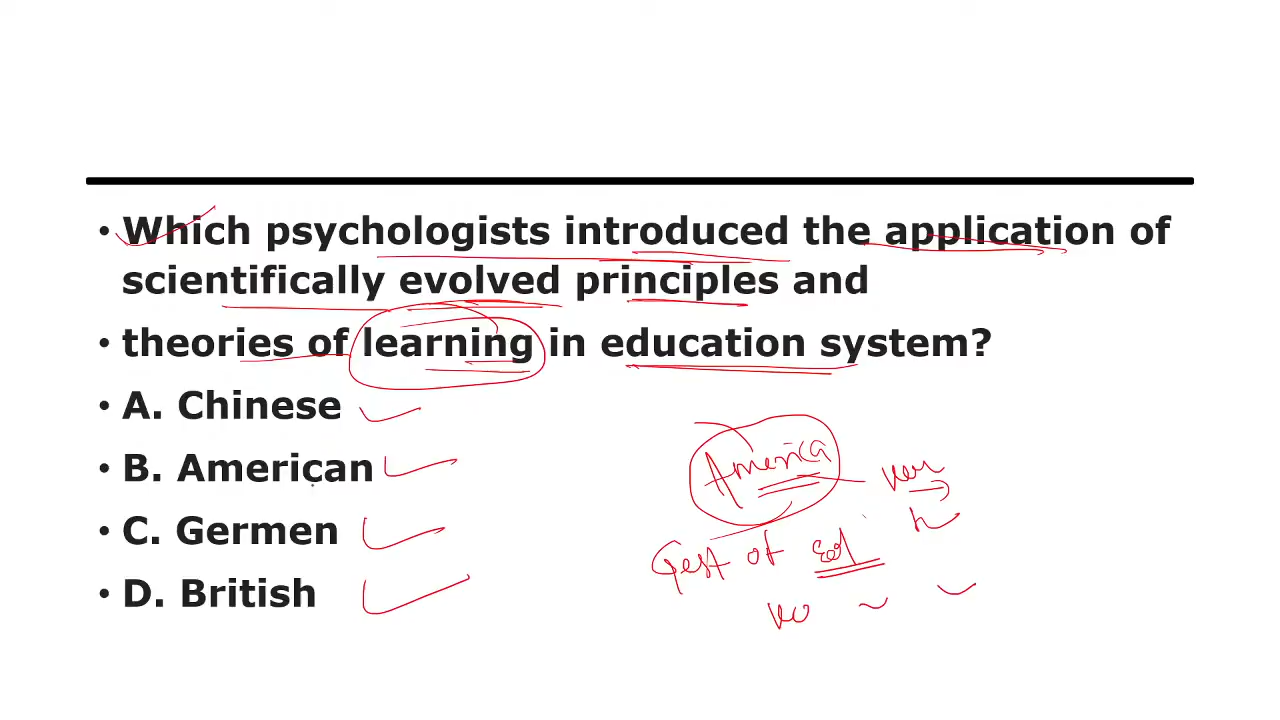 • Which psychologists introduced the application of
scientifically evolved principles and
• theories of learning in education system?
• A. Chinese
• B. American
• C. Germen
• D. British
America
of